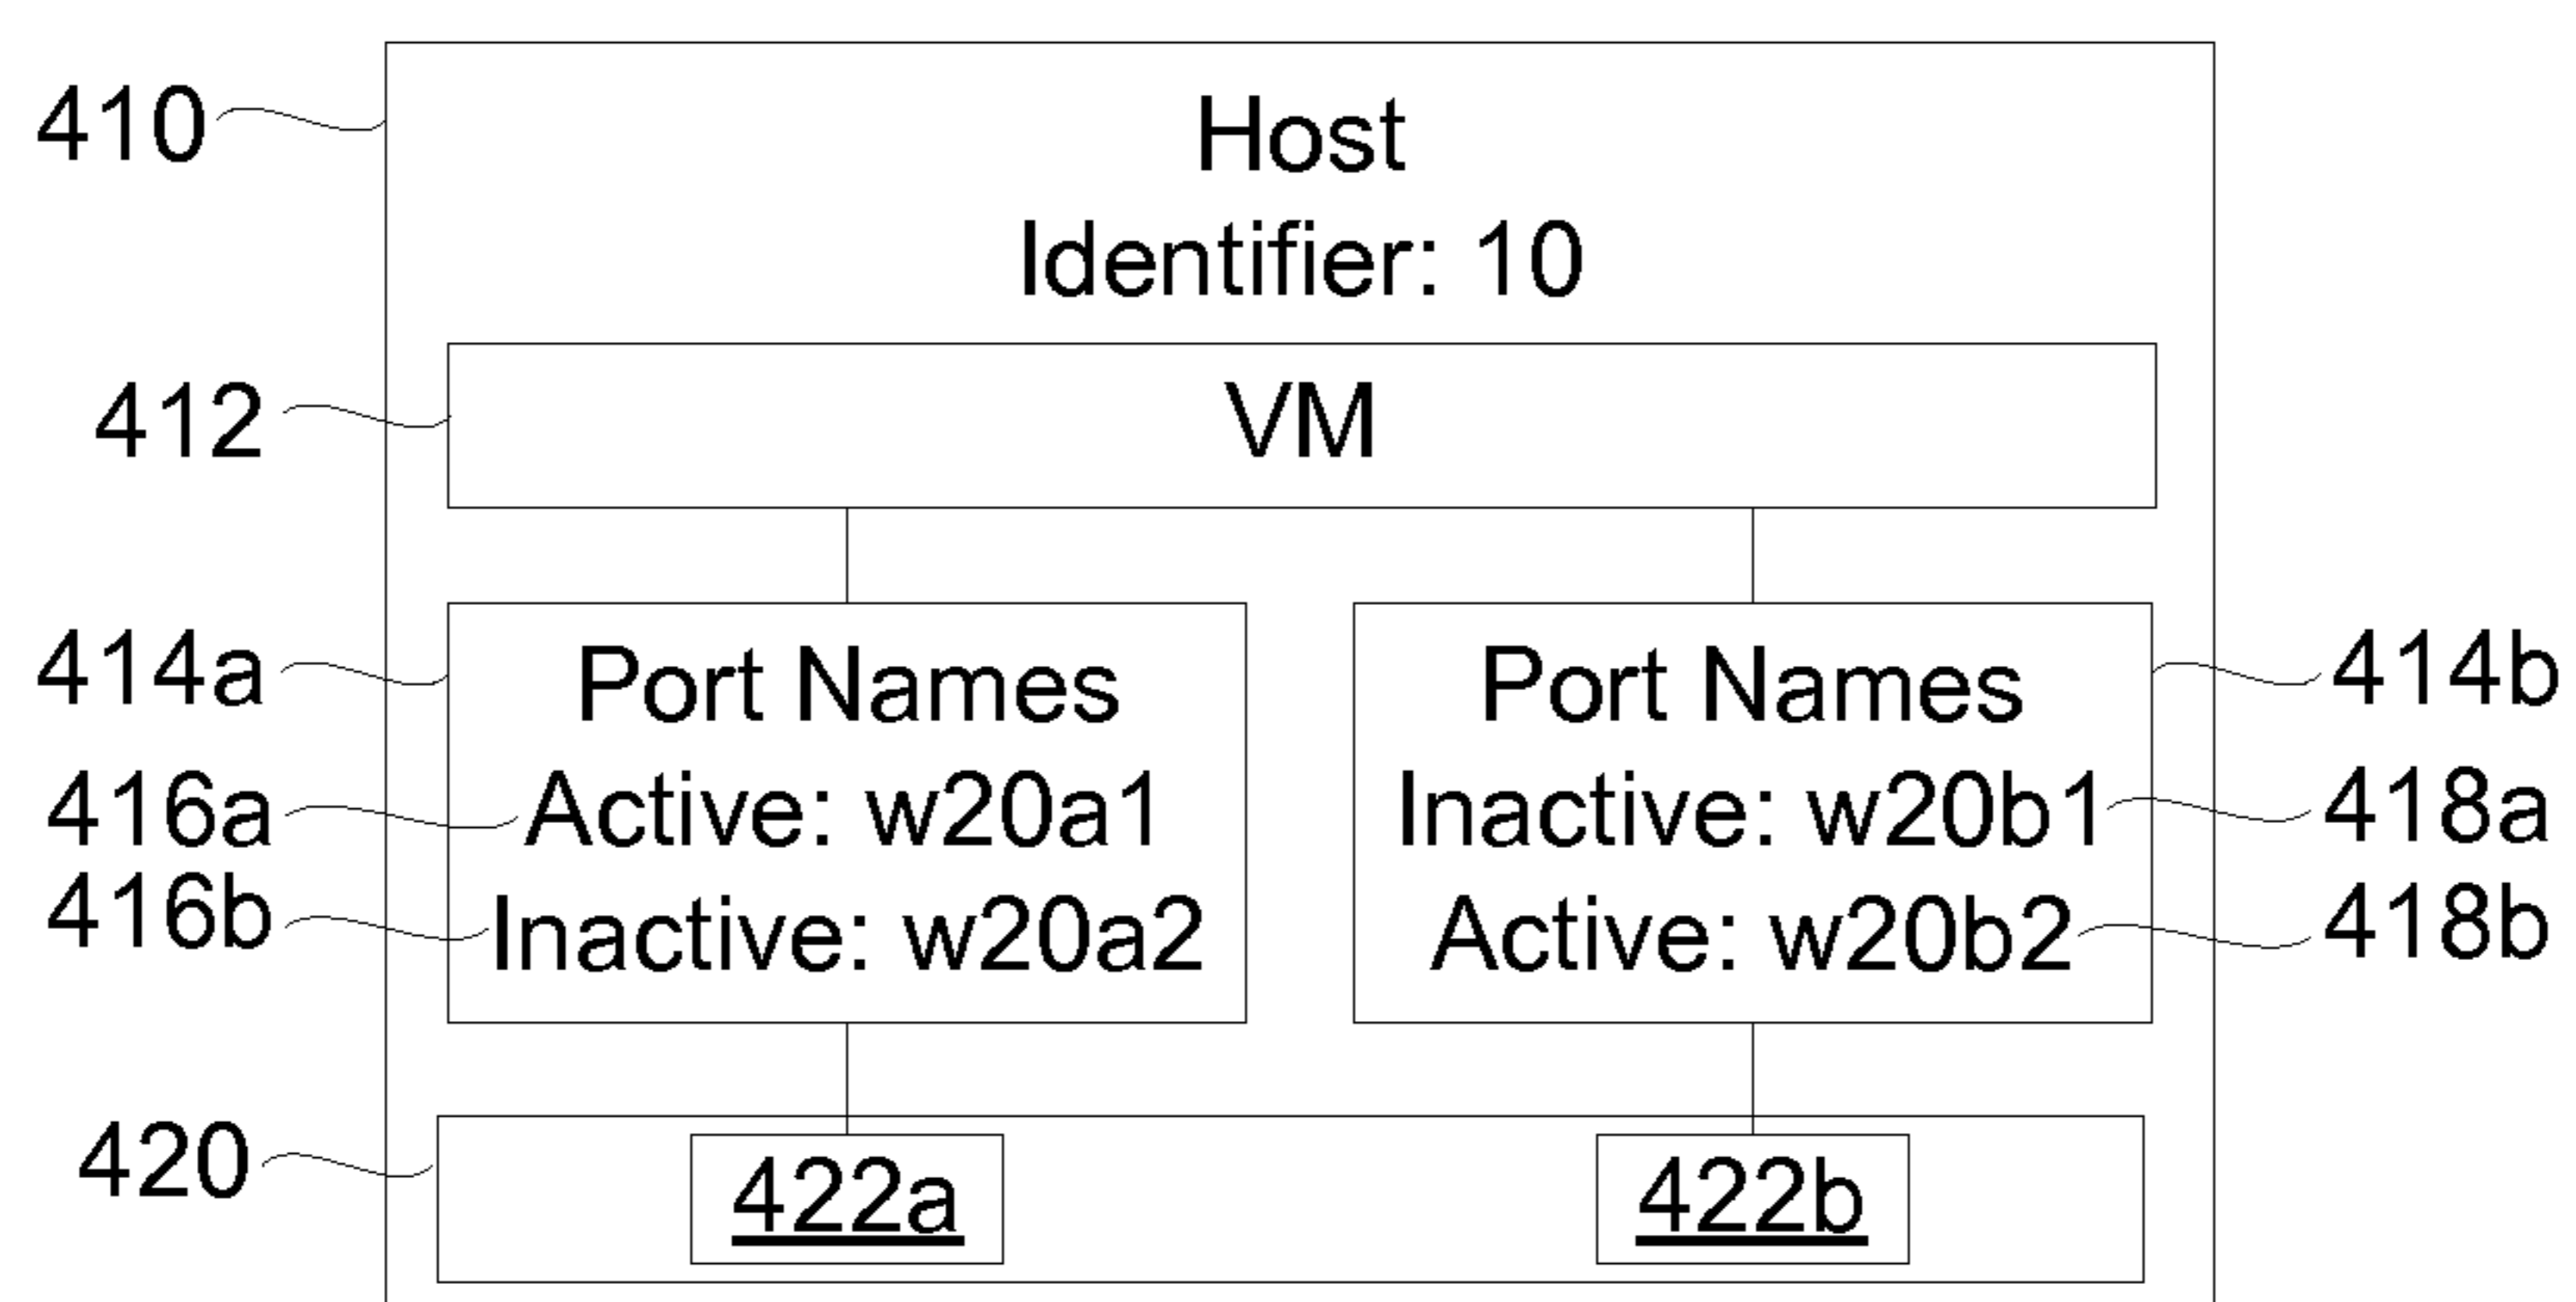 410
Host
Identifier: 10
412
VM
414a
Port Names
Port Names
414b
416a
Active: w20a1
Inactive: w20b1
418a
416b
Inactive: w20a2
Active: w20b2
418b
420
422a
422b